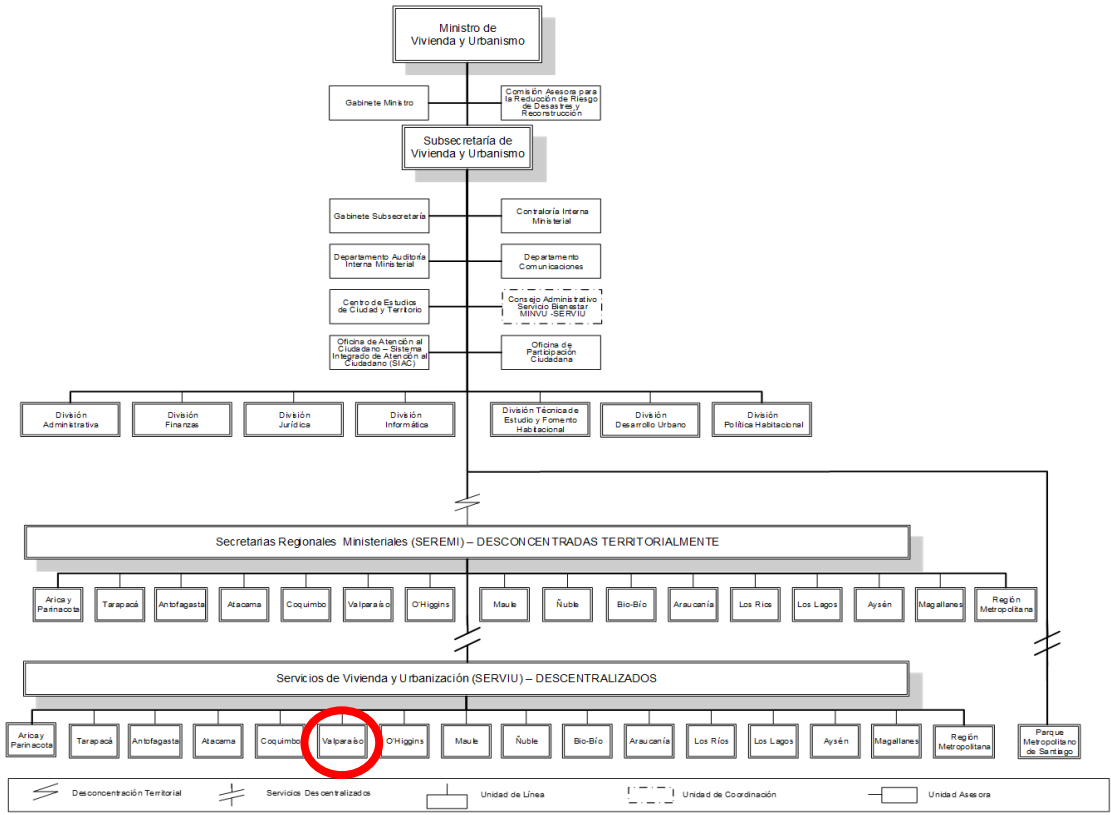 Ministro de
Vivienda y Urbanismo
Gabinete Ministro
Comisión Asesora para
la Reducción de Riesgo
de Desastres y
Reconstrucción
Subsecretaría de
Vivienda y Urbanismo
Gabinete Subsecretaría
Contraloría Interna
Ministerial
Departamento Auditoría
Interna Ministerial
Departamento
Comunicaciones
Centro de Estudios
de Ciudad y Territorio
Consejo Administrativo
Servicio Bienestar
MINVU -SERVIU
Oficina de Atención al
Ciudadano – Sistema
Integrado de Atención al
Ciudadano (SIAC)
Oficina de
Participación
Ciudadana
División
Administrativa
División
Finanzas
División
Jurídica
División
Informática
División Técnica de
Estudio y Fomento
Habitacional
División
Desarrollo Urbano
División
Política Habitacional
Secretarias Regionales Ministeriales (SEREMI) – DESCONCENTRADAS TERRITORIALMENTE
Arica y
Parinacota
Tarapacá
Antofagasta
Atacama
Coquimbo
Valparaíso
O'Higgins
Maule
Ñuble
Bio-Bío
Araucanía
Los Rios
Los Lagos
Aysén
Magallanes
Región
Metropolitana
Servicios de Vivienda y Urbanización (SERVIU) – DESCENTRALIZADOS
Arica y
Parinacota
Tarapacá
Antofagasta
Atacama
Coquimbo
Valparaíso
O'Higgins
Maule
Ñuble
Bio-Bío
Araucanía
Los Ríos
Los Lagos
Aysén
Magallanes
Región
Metropolitana
Parque
Metropolitano
de Santiago
Desconcentración Territorial
Servicios Descentralizados
Unidad de Línea
Unidad de Coordinación
Unidad Asesora